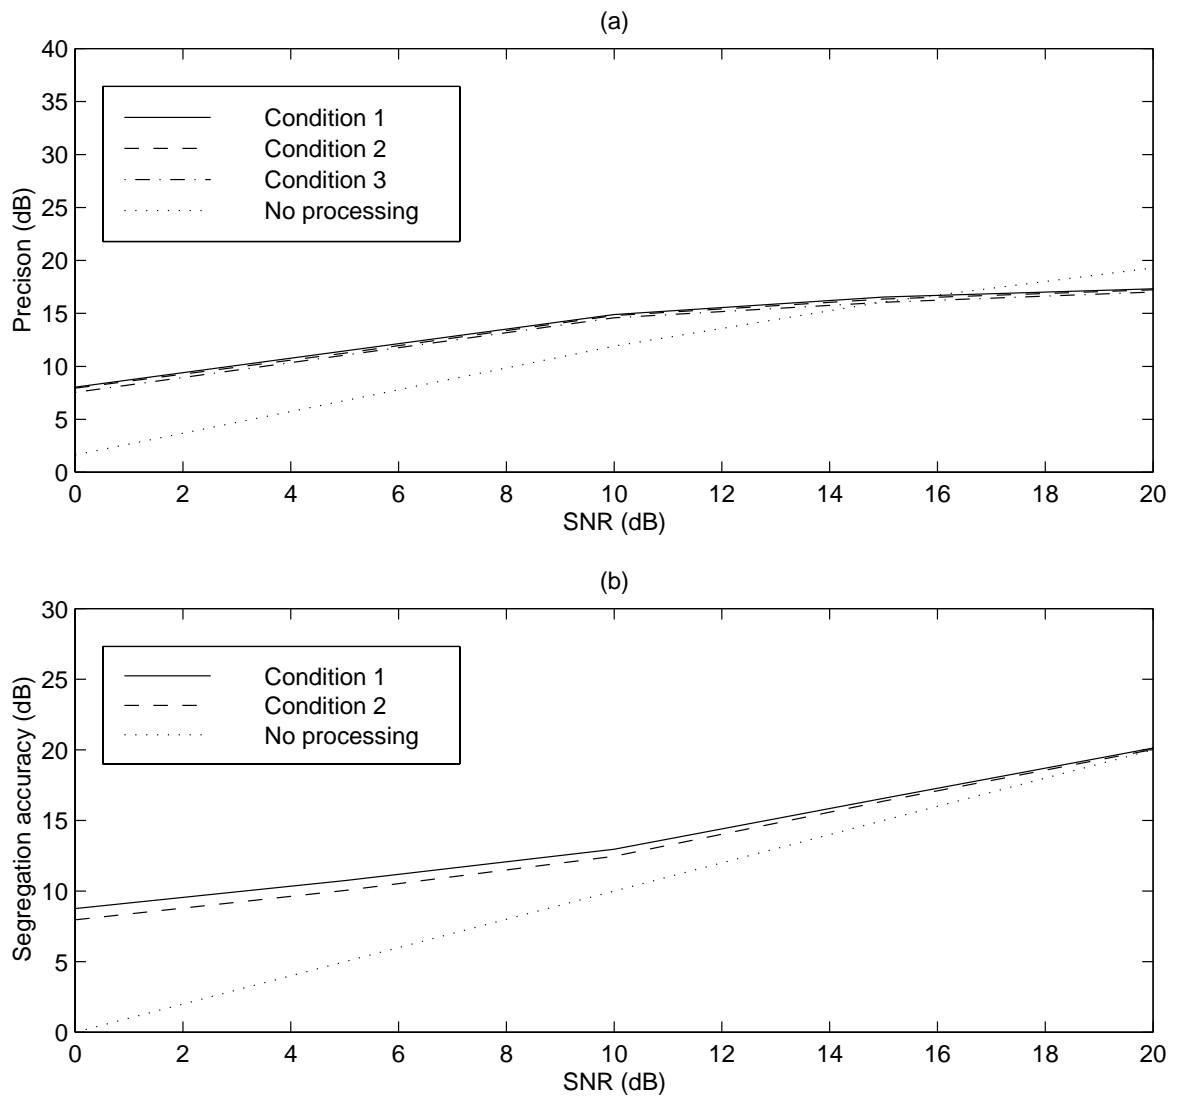 (a)
40
35
30
25
20
15
10
5
0
Precison (dB)
Condition 1
Condition 2
Condition 3
No processing
0 2 4 6 8 10 12 14 16 18 20
SNR (dB)
(b)
30
25
20
15
10
5
0
Segregation accuracy (dB)
Condition 1
Condition 2
No processing
0 2 4 6 8 10 12 14 16 18 20
SNR (dB)